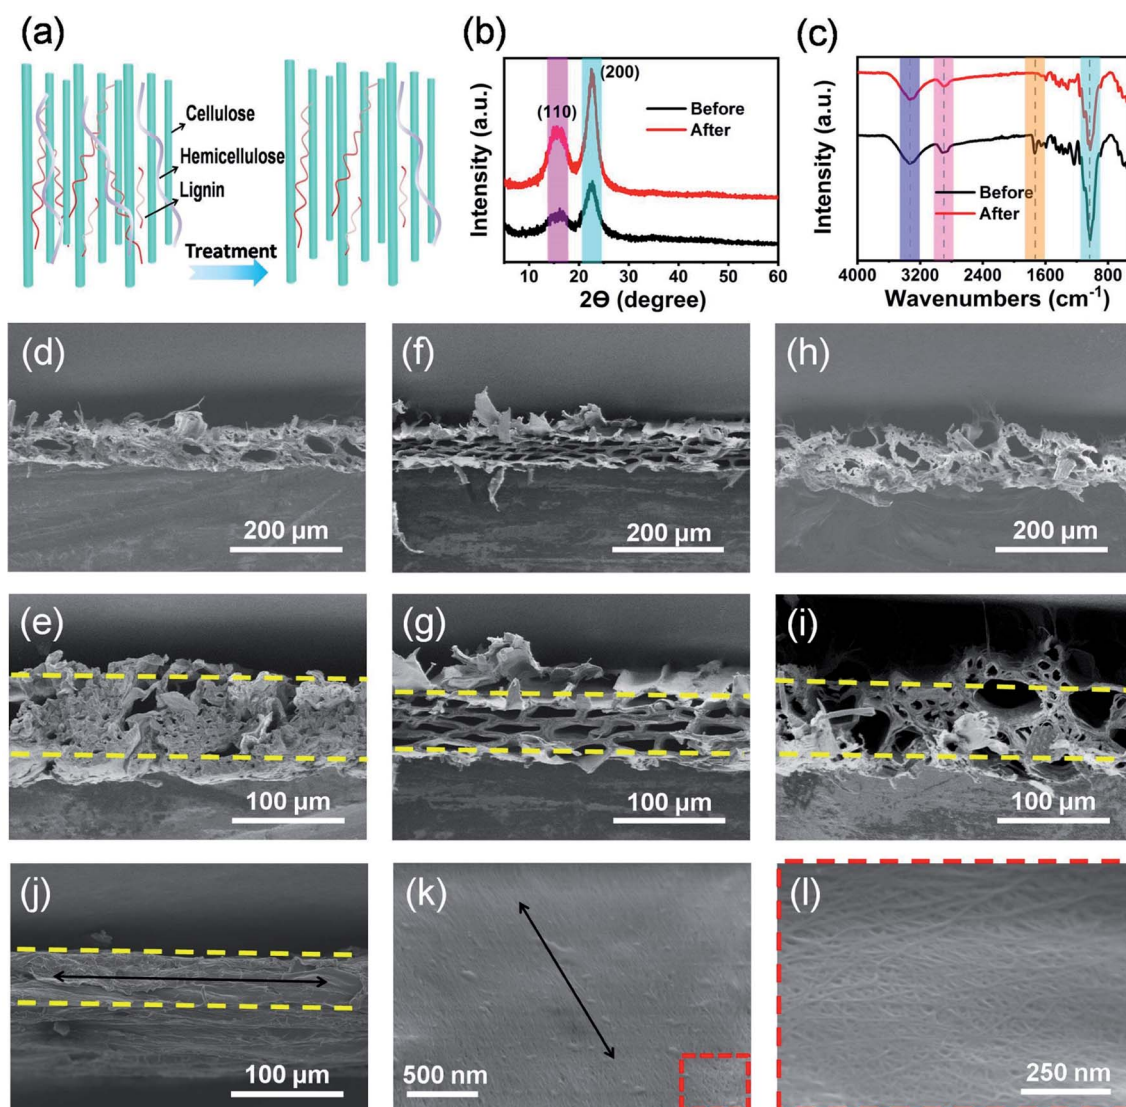 (a)
Cellulose
Hemicellulose
Lignin
Treatment
(b)
(200)
(110)
Before
After
Intensity (a.u.)
0 10 20 30 40 50 60
2Θ (degree)
(c)
Before
After
Intensity (a.u.)
4000 3200 2400 1600 800
Wavenumbers (cm⁻¹)
(d)
200 µm
(f)
200 µm
(h)
200 µm
(e)
100 µm
(g)
100 µm
(i)
100 µm
(j)
100 µm
(k)
500 nm
(l)
250 nm